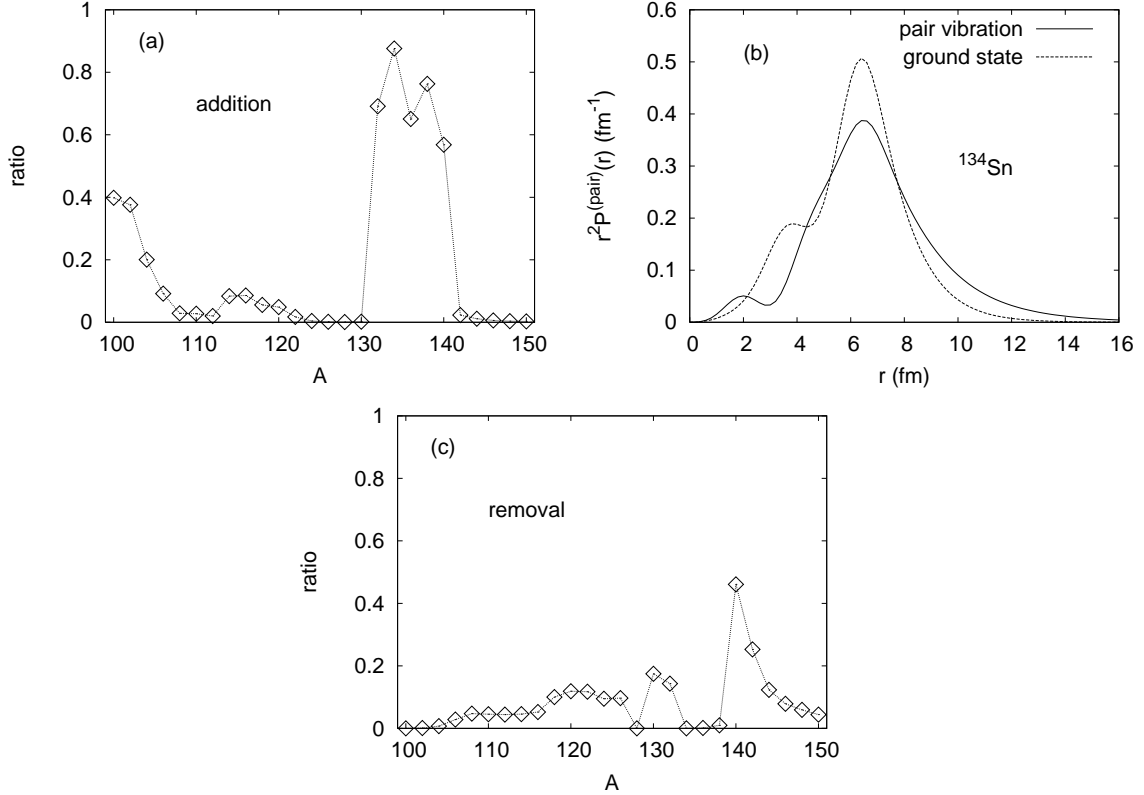 (a)
addition
ratio
1
0.8
0.6
0.4
0.2
0
100 110 120 130 140 150
A
(b)
pair vibration
ground state
r²P⁽ᵖᵃⁱʳ⁾(r) (fm⁻¹)
¹³⁴Sn
0.6
0.5
0.4
0.3
0.2
0.1
0
0 2 4 6 8 10 12 14 16
r (fm)
(c)
removal
ratio
1
0.8
0.6
0.4
0.2
0
100 110 120 130 140 150
A